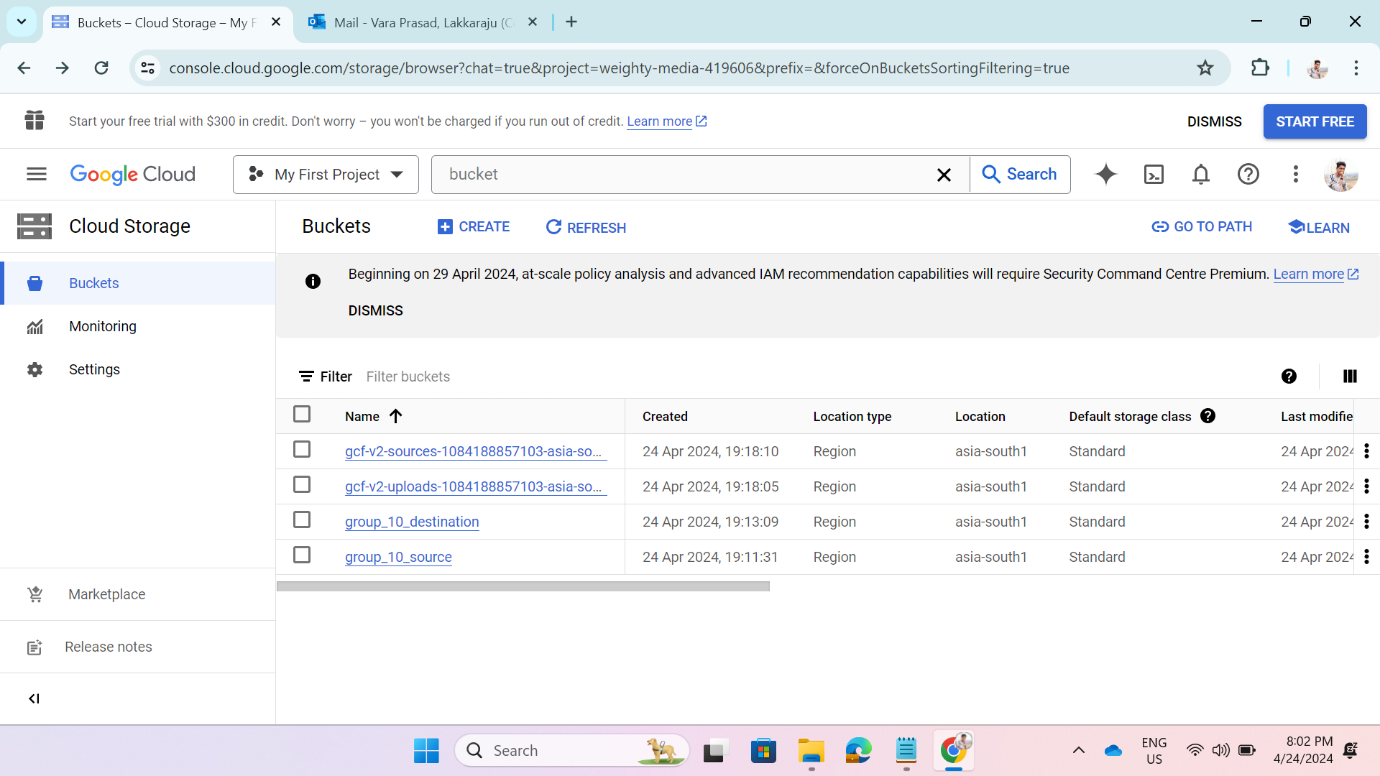 Buckets – Cloud Storage – My F
Mail - Vara Prasad, Lakkaraju (C
console.cloud.google.com/storage/browser?chat=true&project=weighty-media-419606&prefix=&forceOnBucketsSortingFiltering=true
Start your free trial with $300 in credit. Don't worry – you won't be charged if you run out of credit. Learn more
DISMISS
START FREE
Google Cloud
My First Project
bucket
Search
Cloud Storage
Buckets
CREATE
REFRESH
GO TO PATH
LEARN
Buckets
Monitoring
Settings
Marketplace
Release notes
Beginning on 29 April 2024, at-scale policy analysis and advanced IAM recommendation capabilities will require Security Command Centre Premium. Learn more
DISMISS
Filter Filter buckets
Name Created Location type Location Default storage class Last modifie
gcf-v2-sources-1084188857103-asia-so... 24 Apr 2024, 19:18:10 Region asia-south1 Standard 24 Apr 2024
gcf-v2-uploads-1084188857103-asia-so... 24 Apr 2024, 19:18:05 Region asia-south1 Standard 24 Apr 2024
group_10_destination 24 Apr 2024, 19:13:09 Region asia-south1 Standard 24 Apr 2024
group_10_source 24 Apr 2024, 19:11:31 Region asia-south1 Standard 24 Apr 2024
Search
ENG
US
8:02 PM
4/24/2024